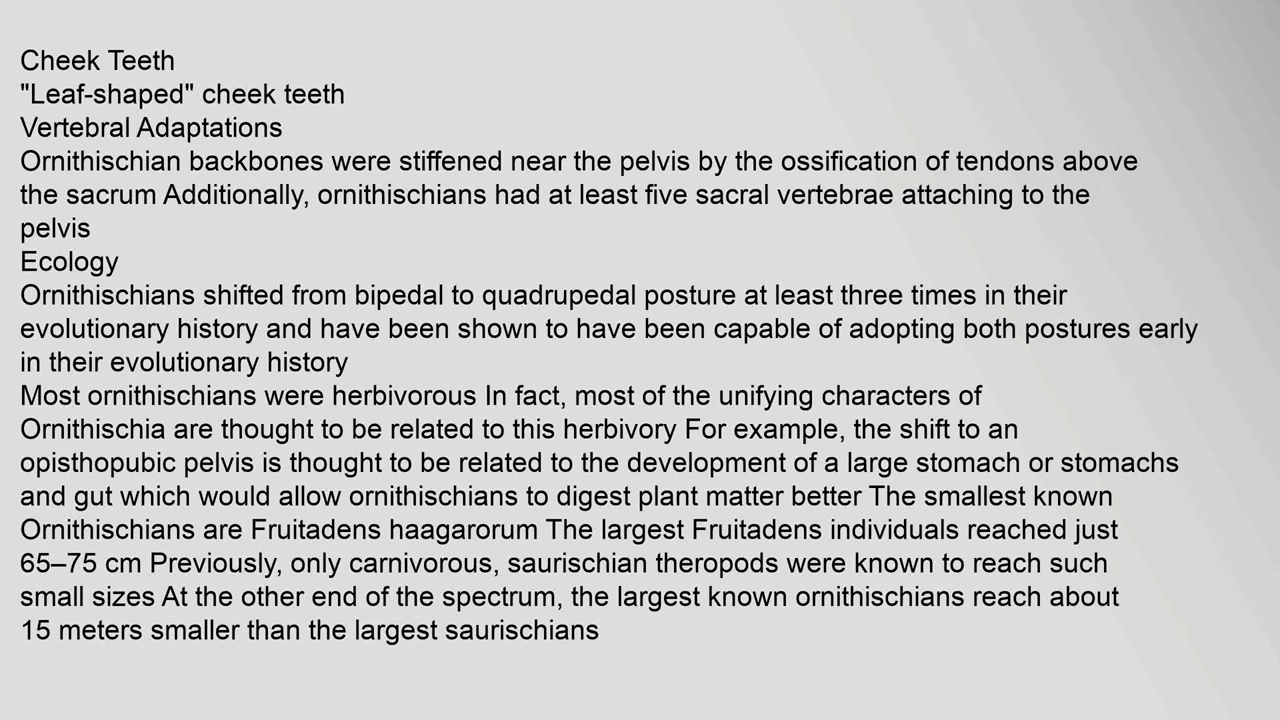 Cheek Teeth
"Leaf-shaped" cheek teeth
Vertebral Adaptations
Ornithischian backbones were stiffened near the pelvis by the ossification of tendons above
the sacrum Additionally, ornithischians had at least five sacral vertebrae attaching to the
pelvis
Ecology
Ornithischians shifted from bipedal to quadrupedal posture at least three times in their
evolutionary history and have been shown to have been capable of adopting both postures early
in their evolutionary history
Most ornithischians were herbivorous In fact, most of the unifying characters of
Ornithischia are thought to be related to this herbivory For example, the shift to an
opisthopubic pelvis is thought to be related to the development of a large stomach or stomachs
and gut which would allow ornithischians to digest plant matter better The smallest known
Ornithischians are Fruitadens haagarorum The largest Fruitadens individuals reached just
65–75 cm Previously, only carnivorous, saurischian theropods were known to reach such
small sizes At the other end of the spectrum, the largest known ornithischians reach about
15 meters smaller than the largest saurischians